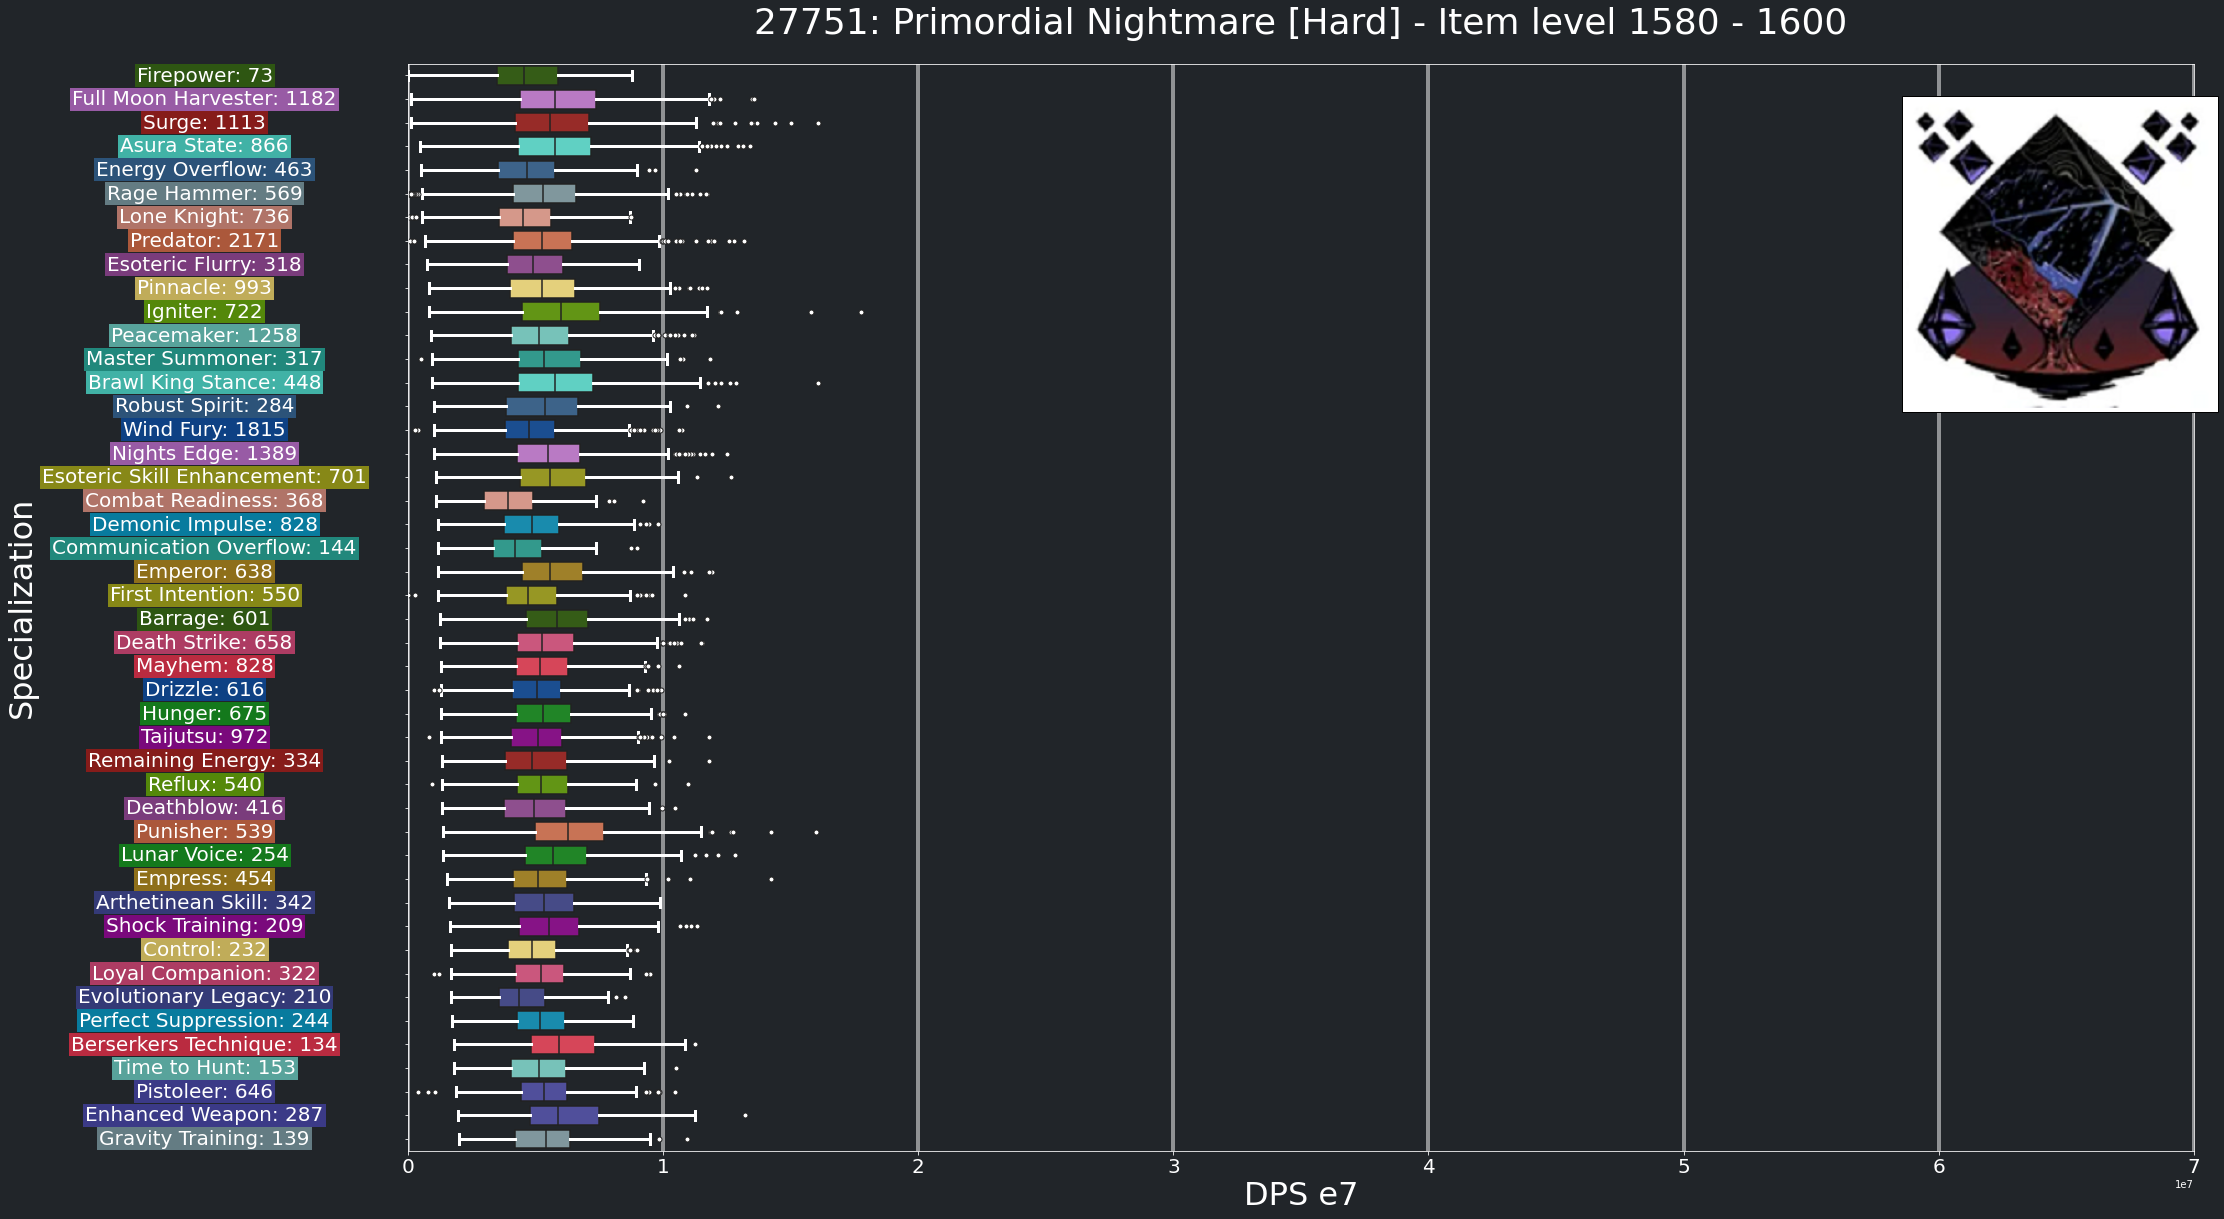 27751: Primordial Nightmare [Hard] - Item level 1580 - 1600
Specialization
Firepower: 73
Full Moon Harvester: 1182
Surge: 1113
Asura State: 866
Energy Overflow: 463
Rage Hammer: 569
Lone Knight: 736
Predator: 2171
Esoteric Flurry: 318
Pinnacle: 993
Igniter: 722
Peacemaker: 1258
Master Summoner: 317
Brawl King Stance: 448
Robust Spirit: 284
Wind Fury: 1815
Nights Edge: 1389
Esoteric Skill Enhancement: 701
Combat Readiness: 368
Demonic Impulse: 828
Communication Overflow: 144
Emperor: 638
First Intention: 550
Barrage: 601
Death Strike: 658
Mayhem: 828
Drizzle: 616
Hunger: 675
Taijutsu: 972
Remaining Energy: 334
Reflux: 540
Deathblow: 416
Punisher: 539
Lunar Voice: 254
Empress: 454
Arthetinean Skill: 342
Shock Training: 209
Control: 232
Loyal Companion: 322
Evolutionary Legacy: 210
Perfect Suppression: 244
Berserkers Technique: 134
Time to Hunt: 153
Pistoleer: 646
Enhanced Weapon: 287
Gravity Training: 139
0 1 2 3 4 5 6 7
1e7
DPS e7